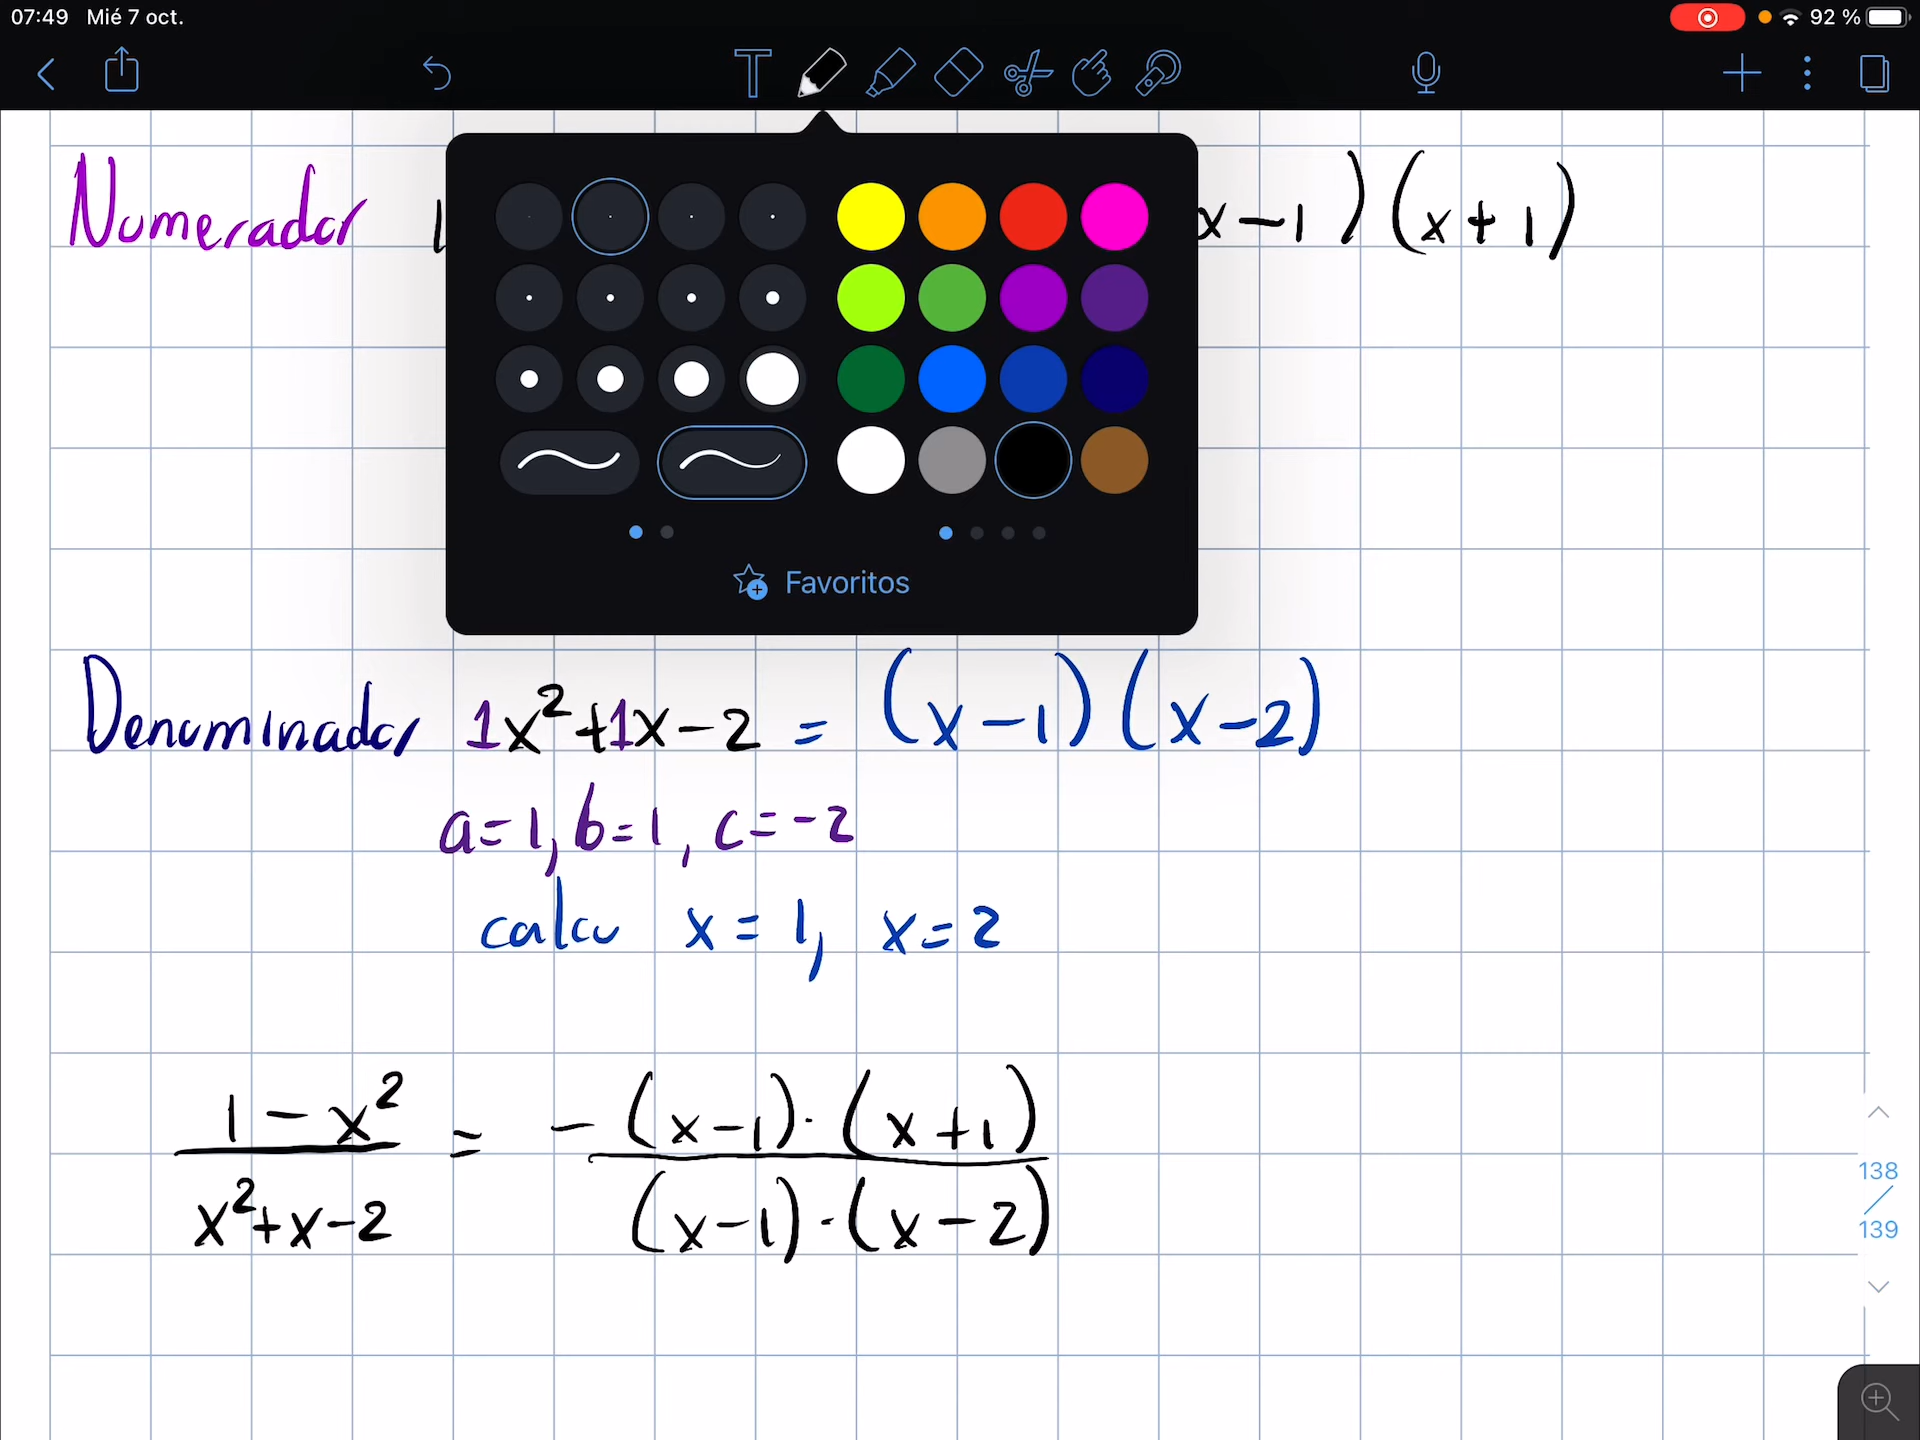 07:49 Mié 7 oct. 92 %
Numerador 1 x-1)(x+1)
Favoritos
Denominador 1x²+1x-2 = (x-1)(x-2)
a=1, b=1, c=-2
calcu x=1, x=2
1-x² = -(x-1)·(x+1)
x²+x-2 (x-1)·(x-2)
138
139